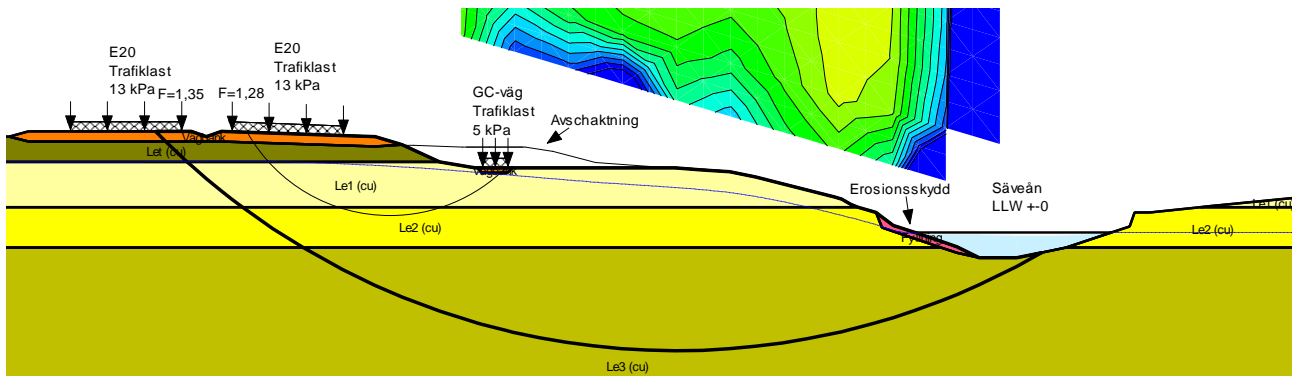 E20
Trafiklast
13 kPa
F=1,35
F=1,28
E20
Trafiklast
13 kPa
GC-väg
Trafiklast
5 kPa
Avschaktning
Erosionsskydd
Säveån
LLW +-0
Vägbank
Let (cu)
Le1 (cu)
Le2 (cu)
Le3 (cu)
Fyllning
Le2 (cu)
Le1 (cu)